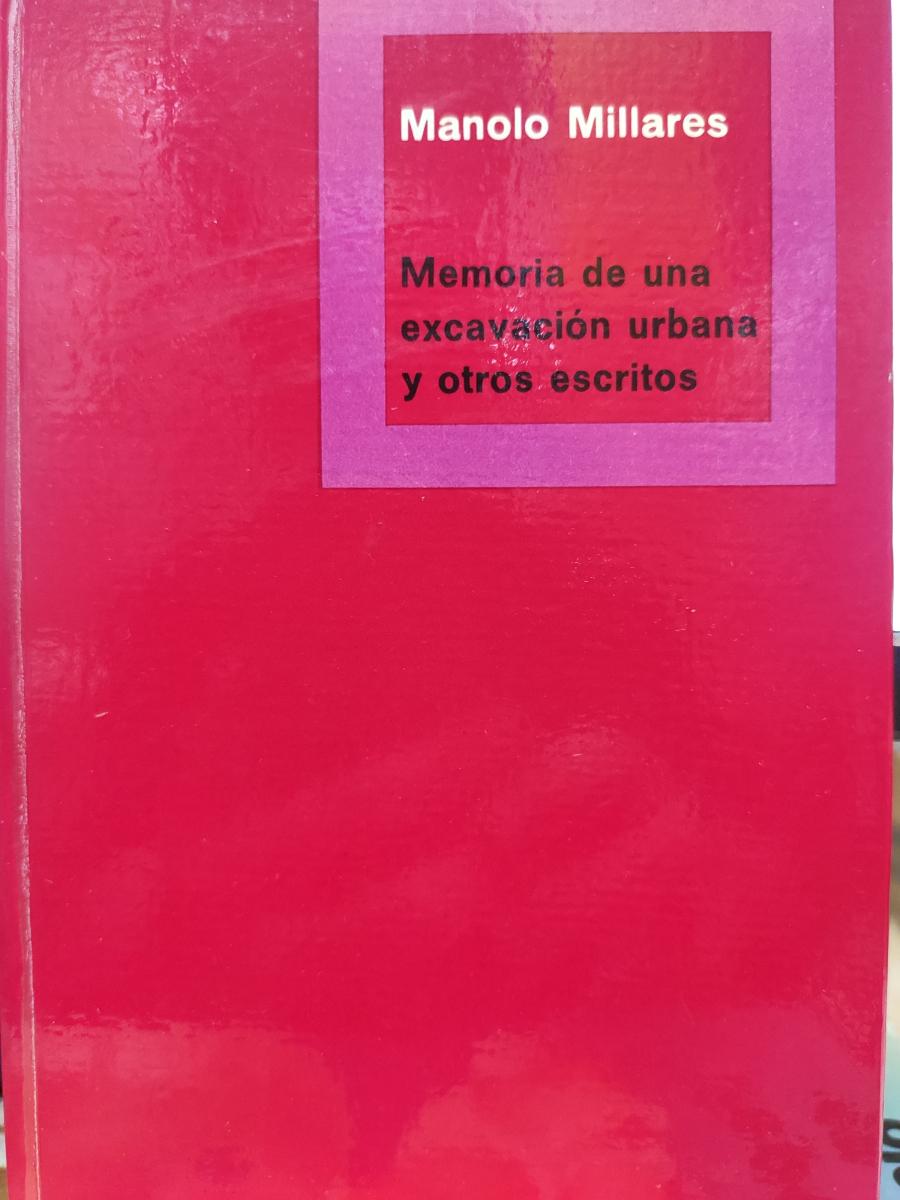 Manolo Millares
Memoria de una
excavación urbana
y otros escritos